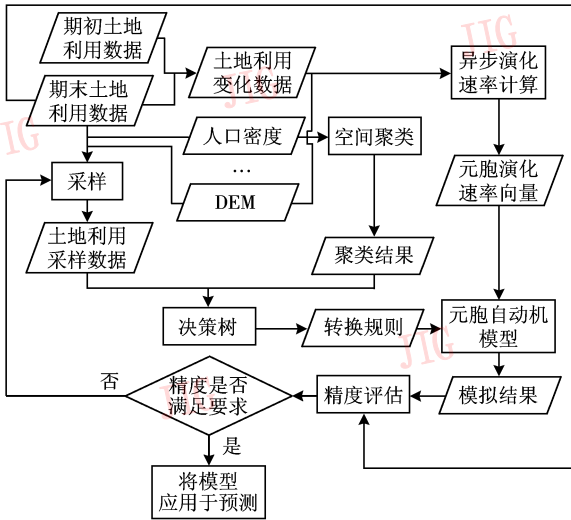 期初土地
利用数据
期末土地
利用数据
土地利用
变化数据
异步演化
速率计算
人口密度
…
DEM
空间聚类
采样
元胞演化
速率向量
土地利用
采样数据
聚类结果
决策树
转换规则
元胞自动机
模型
否
精度是否
满足要求
精度评估
模拟结果
是
将模型
应用于预测
JIG
JIG
JIG
JIG
JIG